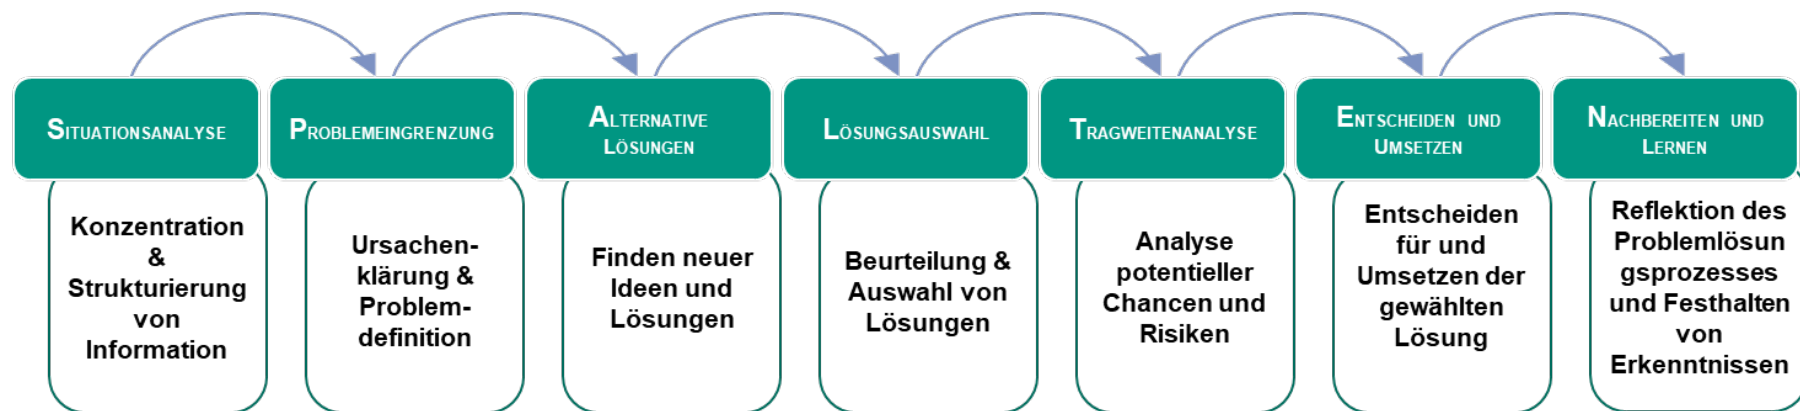 SITUATIONSANALYSE
Konzentration
&
Strukturierung
von
Information
PROBLEMEINGRENZUNG
Ursachen-
klärung &
Problem-
definition
ALTERNATIVE
LÖSUNGEN
Finden neuer
Ideen und
Lösungen
LÖSUNGSAUSWAHL
Beurteilung &
Auswahl von
Lösungen
TRAGWEITENANALYSE
Analyse
potentieller
Chancen und
Risiken
ENTSCHEIDEN UND
UMSETZEN
Entscheiden
für und
Umsetzen der
gewählten
Lösung
NACHBEREITEN UND
LERNEN
Reflektion des
Problemlösun
gsprozesses
und Festhalten
von
Erkenntnissen